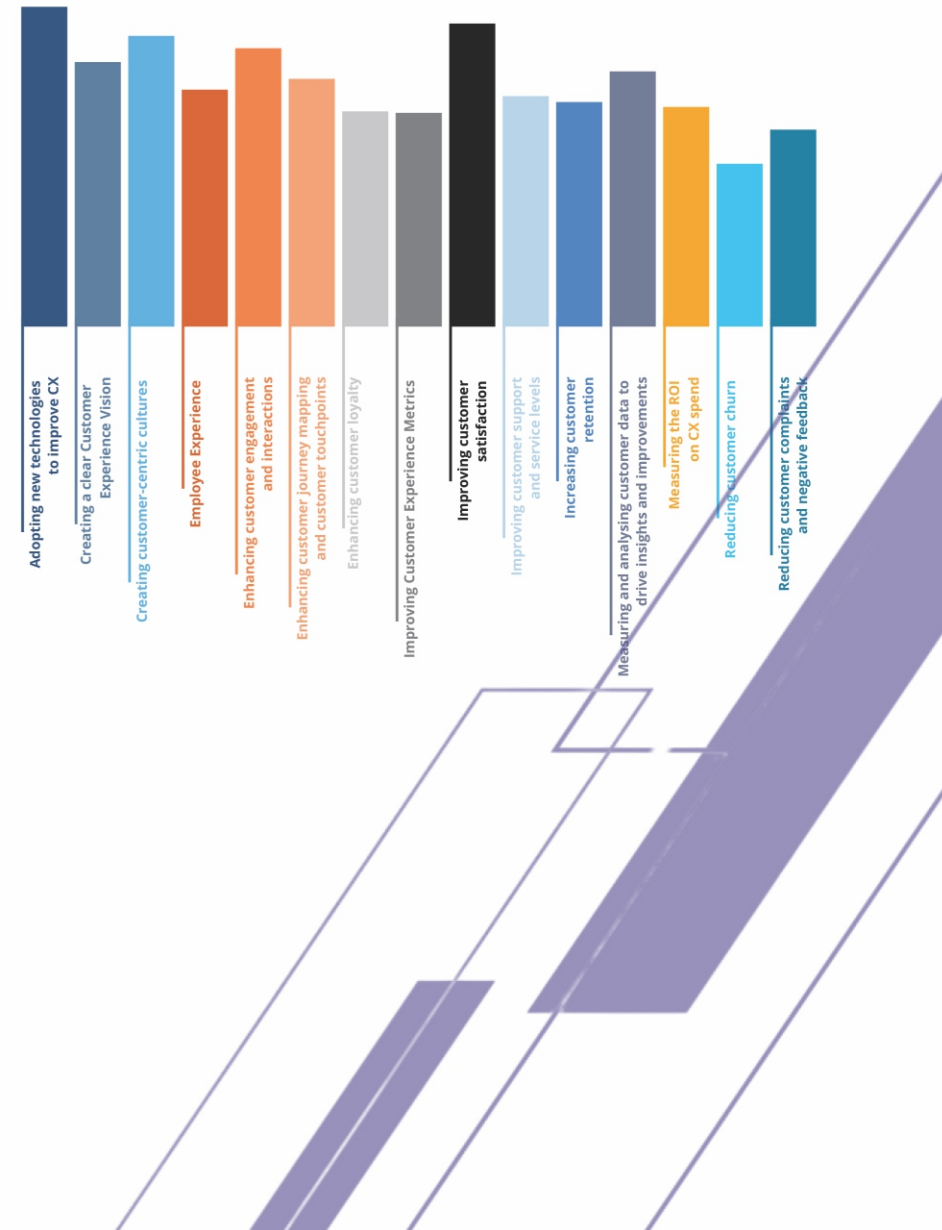 Adopting new technologies
to improve CX
Creating a clear Customer
Experience Vision
Creating customer-centric cultures
Employee Experience
Enhancing customer engagement
and interactions
Enhancing customer journey mapping
and customer touchpoints
Enhancing customer loyalty
Improving Customer Experience Metrics
Improving customer
satisfaction
Improving customer support
and service levels
Increasing customer
retention
Measuring and analysing customer data to
drive insights and improvements
Measuring the ROI
on CX spend
Reducing customer churn
Reducing customer complaints
and negative feedback